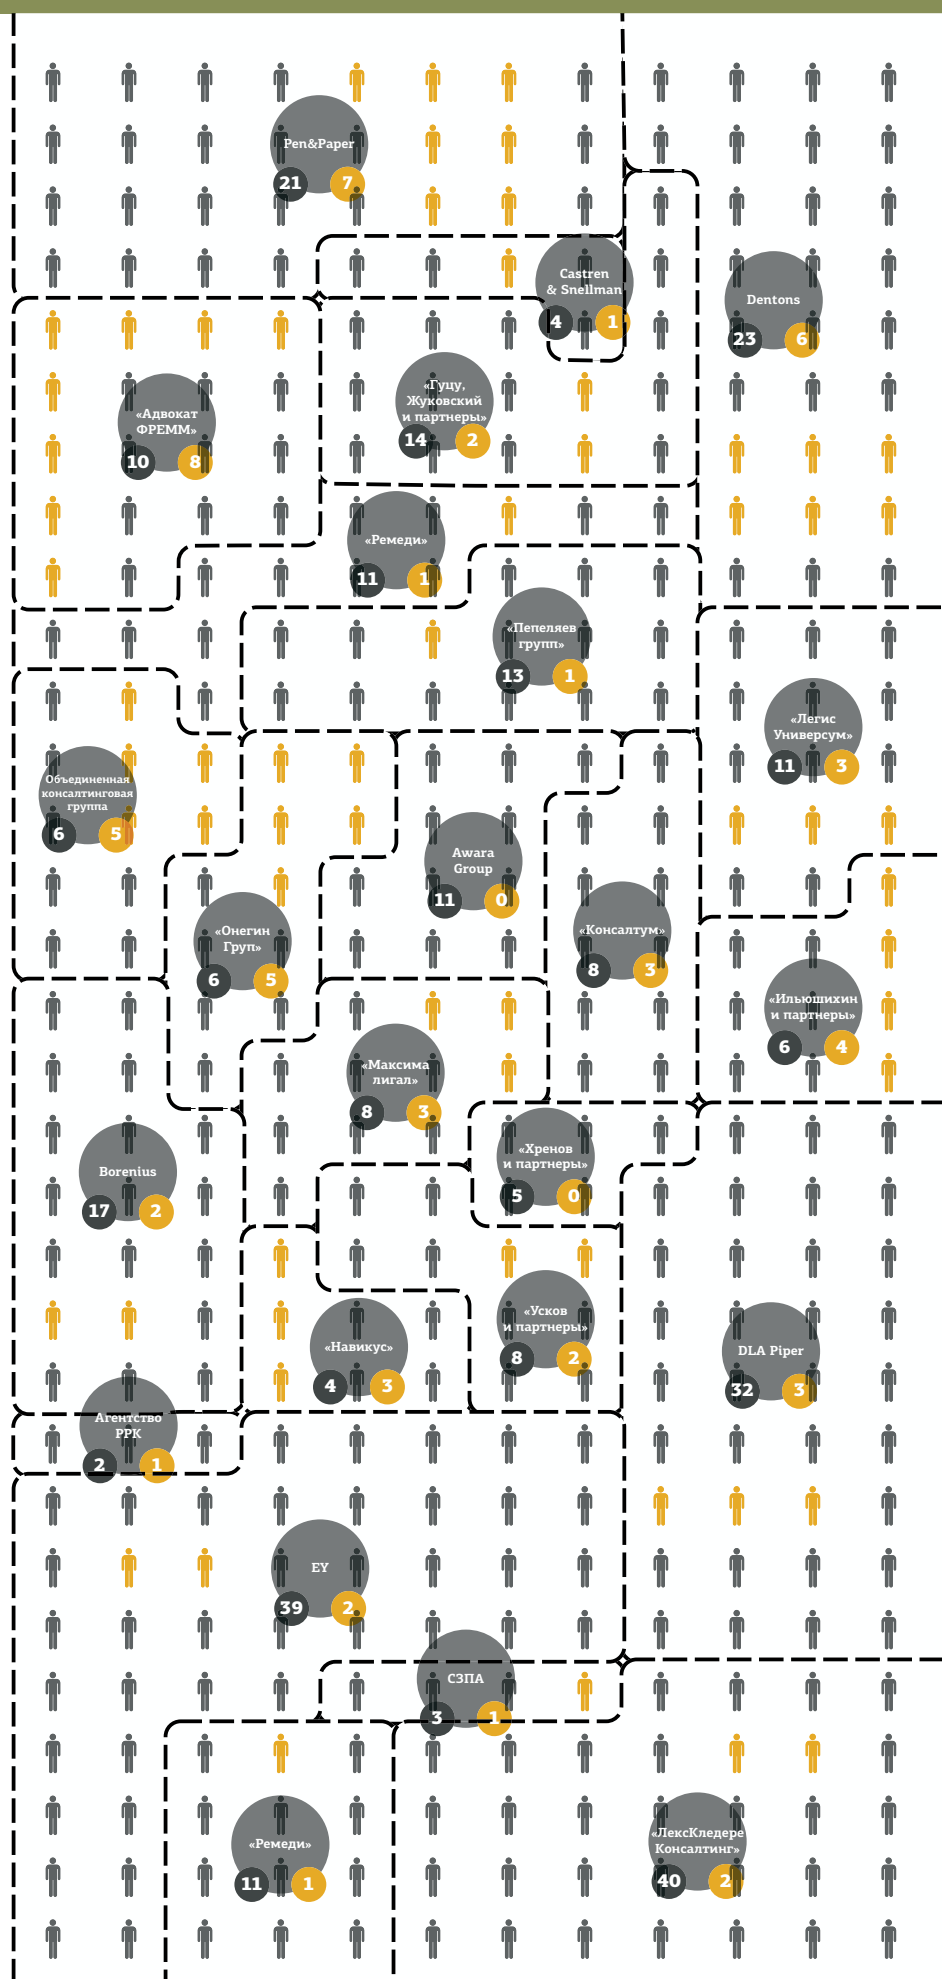 Pen&Paper
21
7
Castren
& Snellman
4
1
Dentons
23
6
«Адвокат
ФРЕММ»
10
8
«Гуцу,
Жуковский
и партнеры»
14
2
«Ремеди»
11
1
«Пепеляев
групп»
13
1
«Легис
Универсум»
11
3
Объединенная
консалтинговая
группа
6
5
Awara
Group
11
0
«Онегин
Груп»
6
5
«Консалтум»
8
3
«Ильюшихин
и партнеры»
6
4
«Максима
лигал»
8
3
Borenius
17
2
«Хренов
и партнеры»
5
0
«Навикус»
4
3
«Усков
и партнеры»
8
2
DLA Piper
32
3
Агентство
РРК
2
1
EY
39
2
СЗПА
3
1
«Ремеди»
11
1
«ЛексКледере
Консалтинг»
40
2